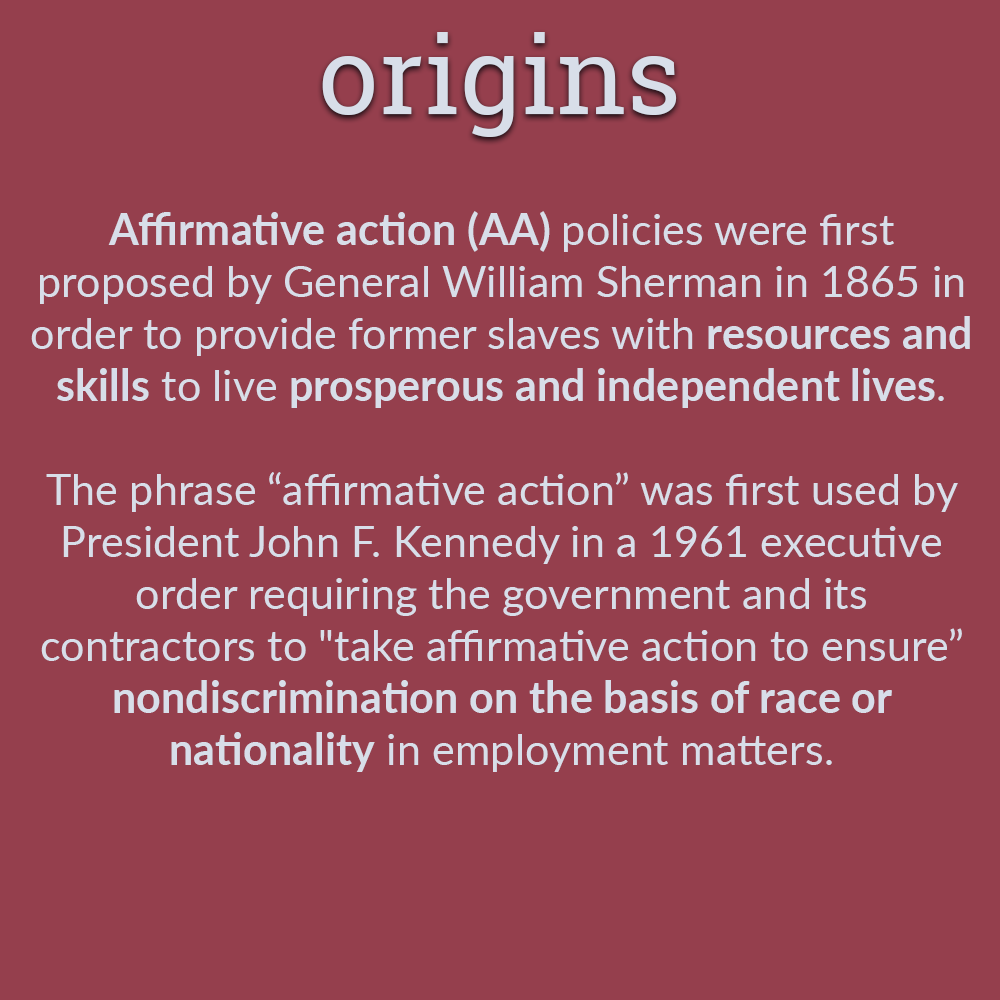 origins
Affirmative action (AA) policies were first
proposed by General William Sherman in 1865 in
order to provide former slaves with resources and
skills to live prosperous and independent lives.
The phrase “affirmative action” was first used by
President John F. Kennedy in a 1961 executive
order requiring the government and its
contractors to "take affirmative action to ensure”
nondiscrimination on the basis of race or
nationality in employment matters.